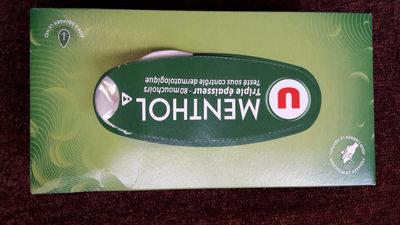 U
MENTHOL
Triple épaisseur - 80 mouchoirs
Testé sous contrôle dermatologique